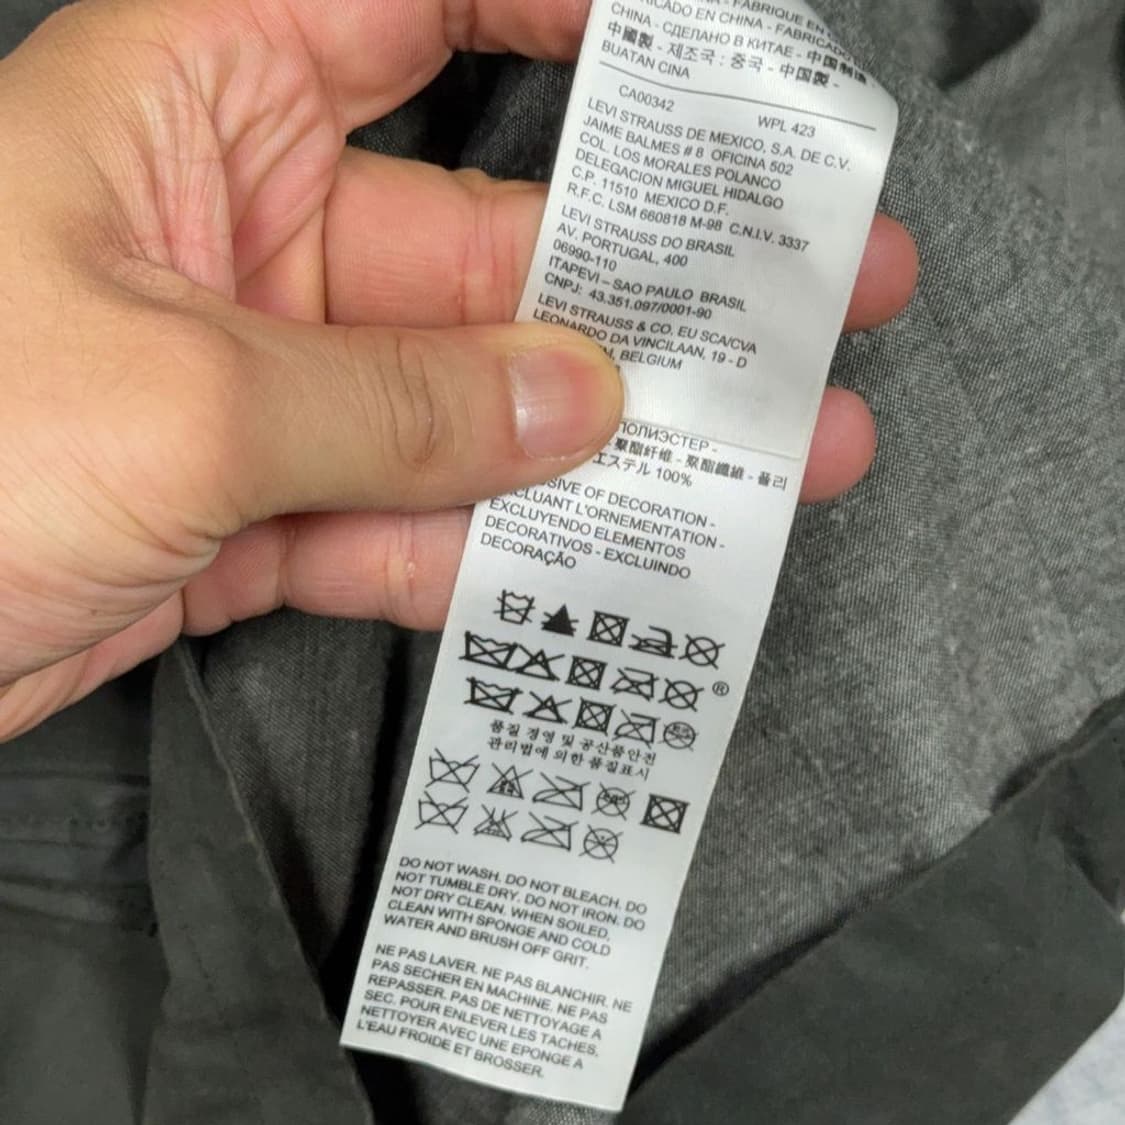 - FABRIQUE EN
FABRICADO EN CHINA - FABRICADO
CHINA - СДЕЛАНО В КИТАЕ - 中国制造
中國製 - 제조국 : 중국 - 中国製 -
BUATAN CINA
CA00342 WPL 423
LEVI STRAUSS DE MEXICO, S.A. DE C.V.
JAIME BALMES # 8 OFICINA 502
COL. LOS MORALES POLANCO
DELEGACION MIGUEL HIDALGO
C.P. 11510 MEXICO D.F.
R.F.C. LSM 660818 M-98 C.N.I.V. 3337
LEVI STRAUSS DO BRASIL
AV. PORTUGAL, 400
06990-110
ITAPEVI – SAO PAULO BRASIL
CNPJ: 43.351.097/0001-90
LEVI STRAUSS & CO. EU SCA/CVA
LEONARDO DA VINCILAAN, 19 - D
BELGIUM
ПОЛИЭСТЕР -
- 聚酯纤维 - 聚酯纖維 - 폴리
エステル 100%
SIVE OF DECORATION -
EXCLUANT L'ORNEMENTATION -
EXCLUYENDO ELEMENTOS
DECORATIVOS - EXCLUINDO
DECORAÇÃO
®
품질 경영 및 공산품안전
관리법에 의한 품질표시
DO NOT WASH. DO NOT BLEACH. DO
NOT TUMBLE DRY. DO NOT IRON. DO
NOT DRY CLEAN. WHEN SOILED,
CLEAN WITH SPONGE AND COLD
WATER AND BRUSH OFF GRIT.
NE PAS LAVER. NE PAS BLANCHIR. NE
PAS SECHER EN MACHINE. NE PAS
REPASSER. PAS DE NETTOYAGE A
SEC. POUR ENLEVER LES TACHES,
NETTOYER AVEC UNE EPONGE A
L'EAU FROIDE ET BROSSER.